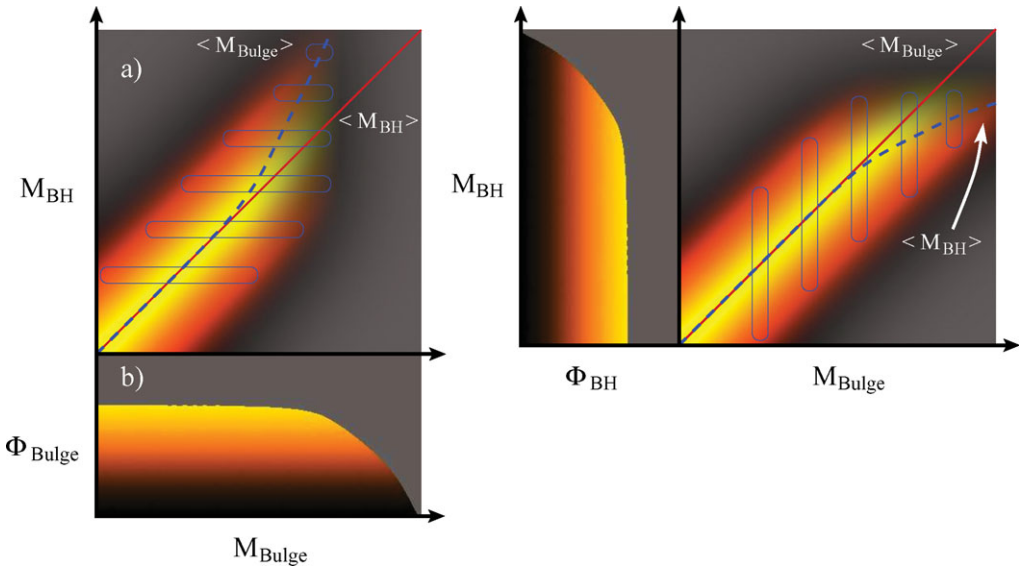 a)
< M_Bulge >
< M_BH >
M_BH
b)
Φ_Bulge
M_Bulge
< M_Bulge >
M_BH
< M_BH >
Φ_BH
M_Bulge